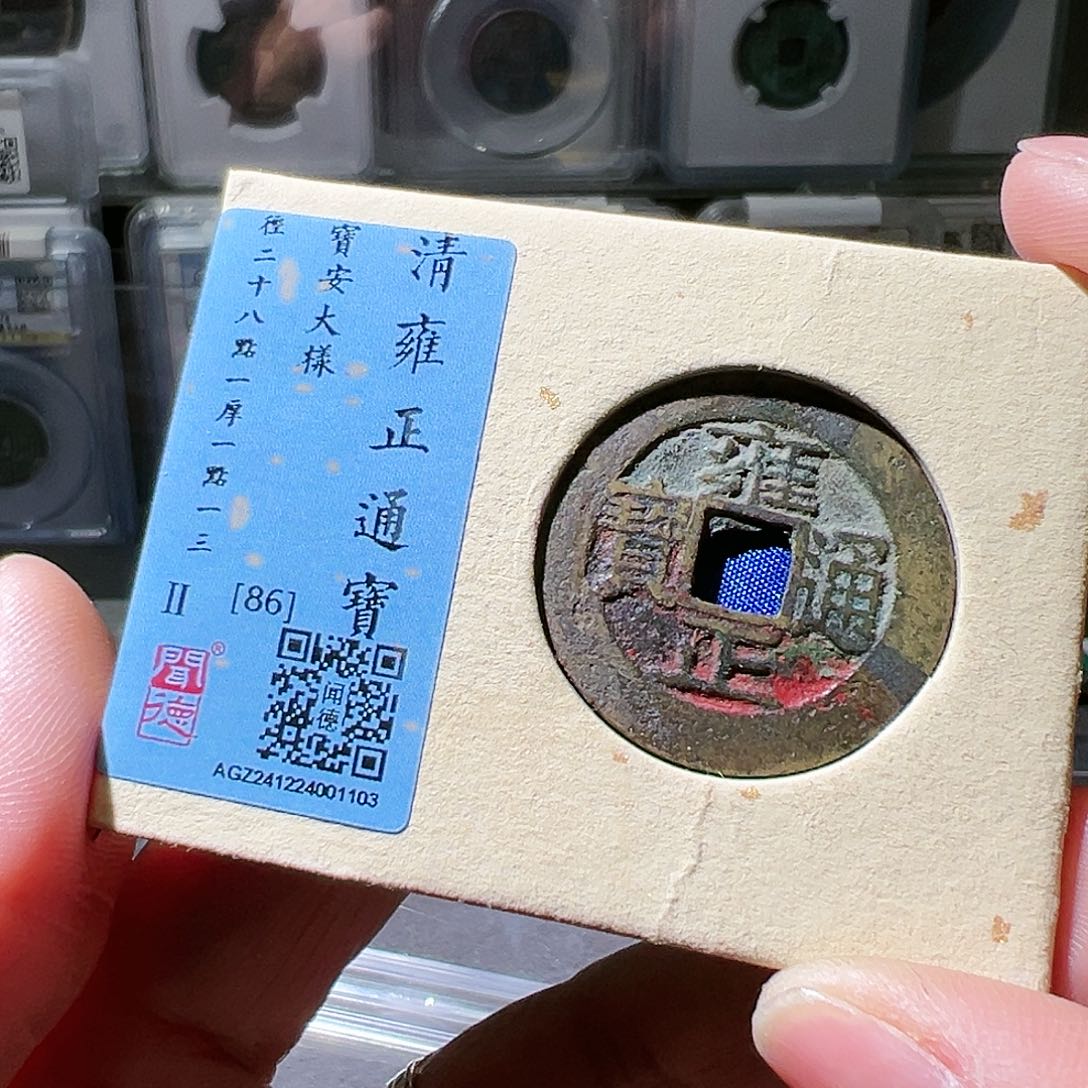 清雍正通寶
寶安大樣
徑二十八點一厚一點一三
II [86]
聞德®
闻德
AGZ241224001103
雍正通寶